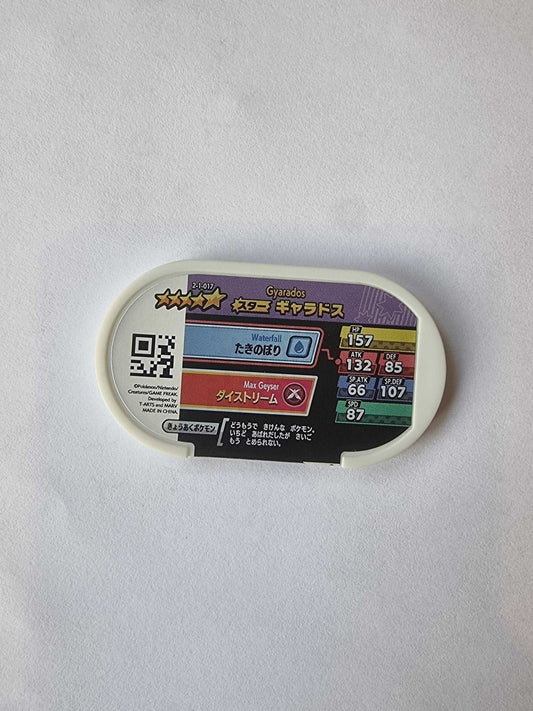 2-1-017
Gyarados
スター ギャラドス
Waterfall
たきのぼり
Max Geyser
ダイストリーム
HP
157
ATK
132
DEF
85
SP.ATK
66
SP.DEF
107
SPD
87
©Pokémon/Nintendo/
Creatures/GAME FREAK.
Developed by
T-ARTS and MARV
MADE IN CHINA.
きょうあくポケモン
どうもうで きけんな ポケモン。
いちど あばれだしたが さいご
もう とめられない。